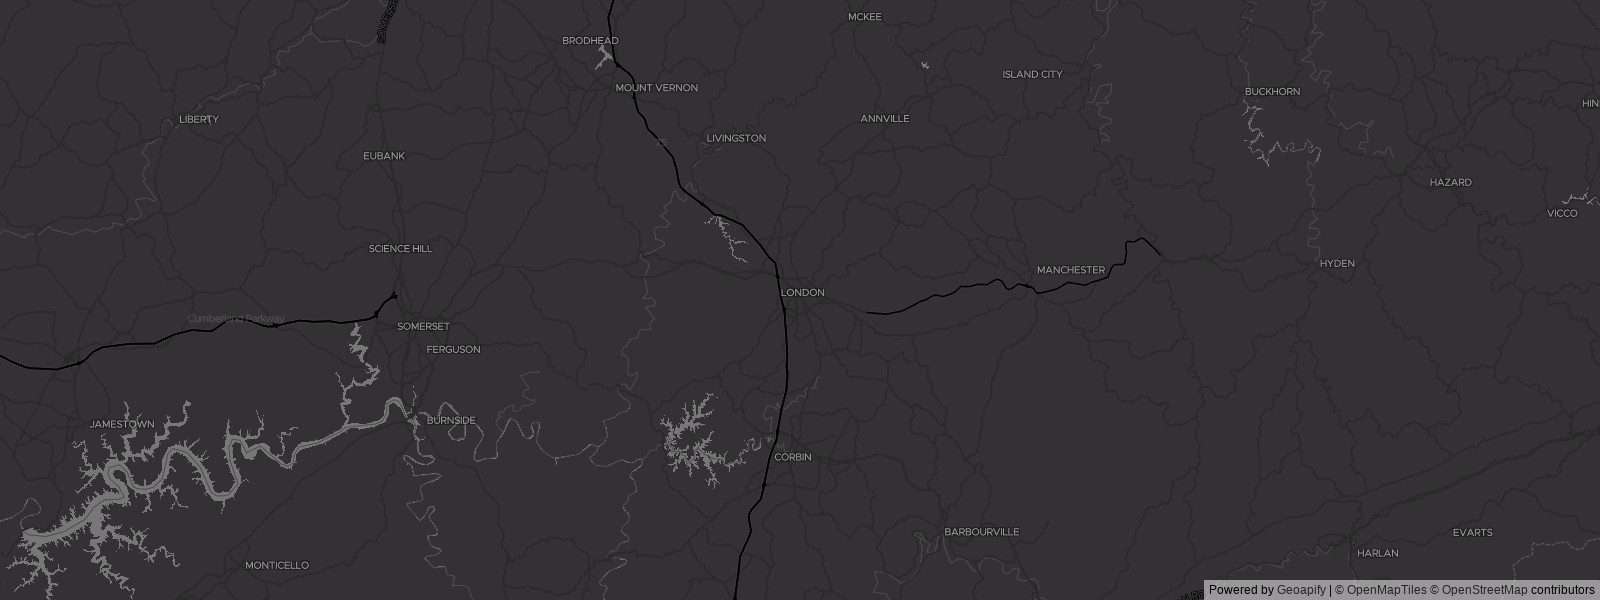 MCKEE
BRODHEAD
ISLAND CITY
MOUNT VERNON
BUCKHORN
LIBERTY
ANNVILLE
LIVINGSTON
75
EUBANK
HAZARD
VICCO
SCIENCE HILL
HYDEN
MANCHESTER
LONDON
Cumberland Parkway
SOMERSET
FERGUSON
JAMESTOWN
BURNSIDE
CORBIN
BARBOURVILLE
EVARTS
HARLAN
MONTICELLO
Powered by Geoapify | © OpenMapTiles © OpenStreetMap contributors